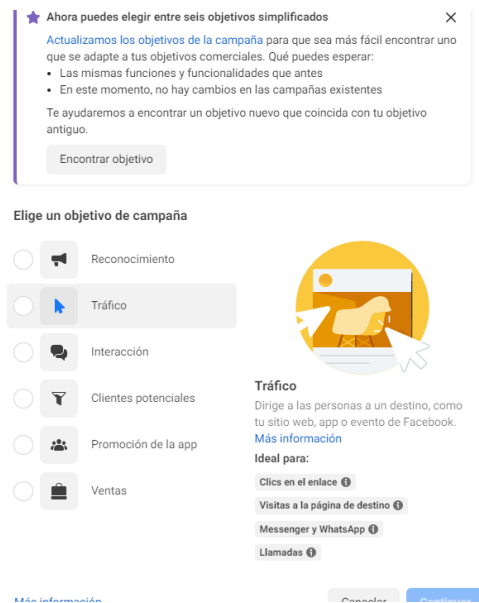 Ahora puedes elegir entre seis objetivos simplificados
Actualizamos los objetivos de la campaña para que sea más fácil encontrar uno
que se adapte a tus objetivos comerciales. Qué puedes esperar:
• Las mismas funciones y funcionalidades que antes
• En este momento, no hay cambios en las campañas existentes
Te ayudaremos a encontrar un objetivo nuevo que coincida con tu objetivo
antiguo.
Encontrar objetivo
Elige un objetivo de campaña
Reconocimiento
Tráfico
Interacción
Clientes potenciales
Promoción de la app
Ventas
Tráfico
Dirige a las personas a un destino, como
tu sitio web, app o evento de Facebook.
Más información
Ideal para:
Clics en el enlace
Visitas a la página de destino
Messenger y WhatsApp
Llamadas
Más información
Cancelar
Continuar